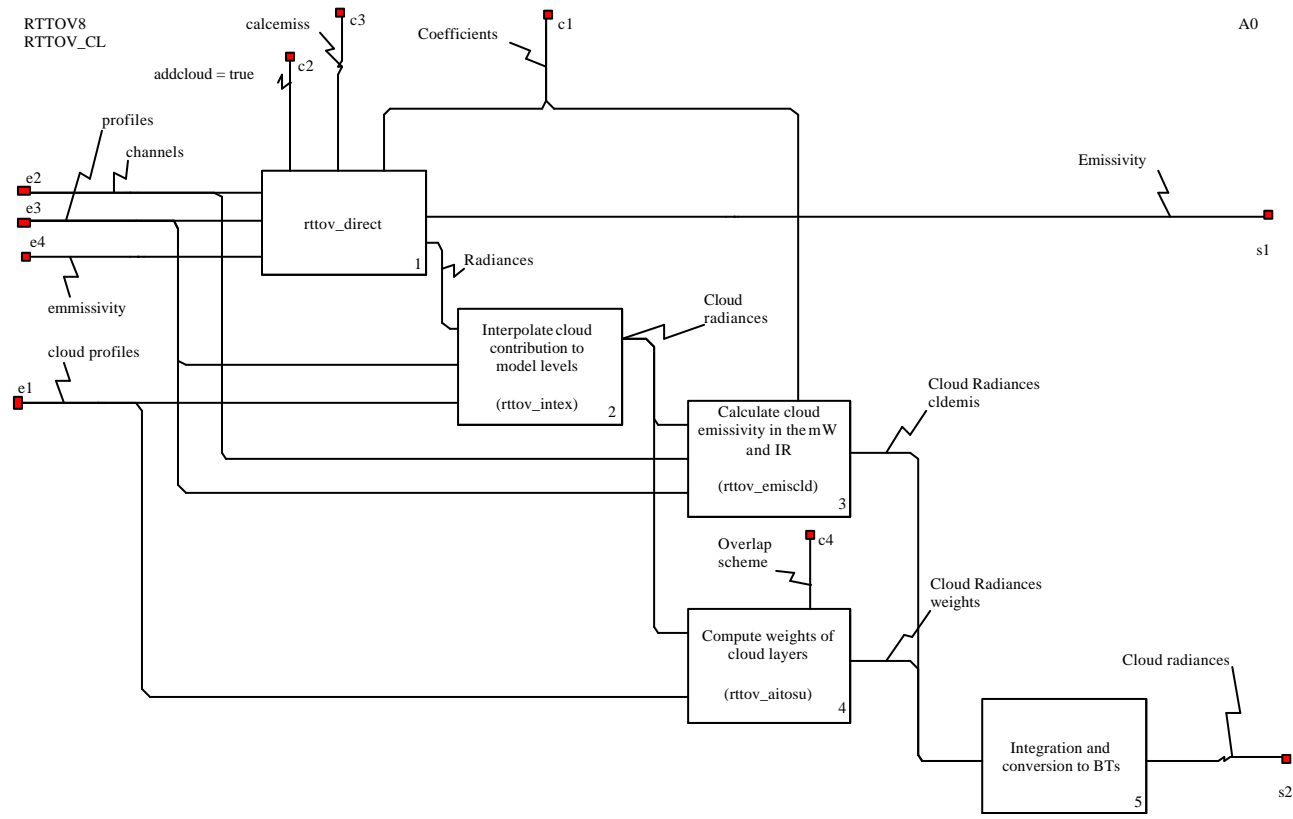 RTTOV8
RTTOV_CL
A0
calcemiss
c3
c1
Coefficients
c2
addcloud = true
profiles
channels
e2
e3
e4
emmissivity
rttov_direct
1
Emissivity
s1
Radiances
Cloud
radiances
cloud profiles
e1
Interpolate cloud
contribution to
model levels
(rttov_intex)
2
Calculate cloud
emissivity in the mW
and IR
(rttov_emiscld)
3
Cloud Radiances
cldemis
Overlap
scheme
c4
Compute weights of
cloud layers
(rttov_aitosu)
4
Cloud Radiances
weights
Cloud radiances
Integration and
conversion to BTs
5
s2